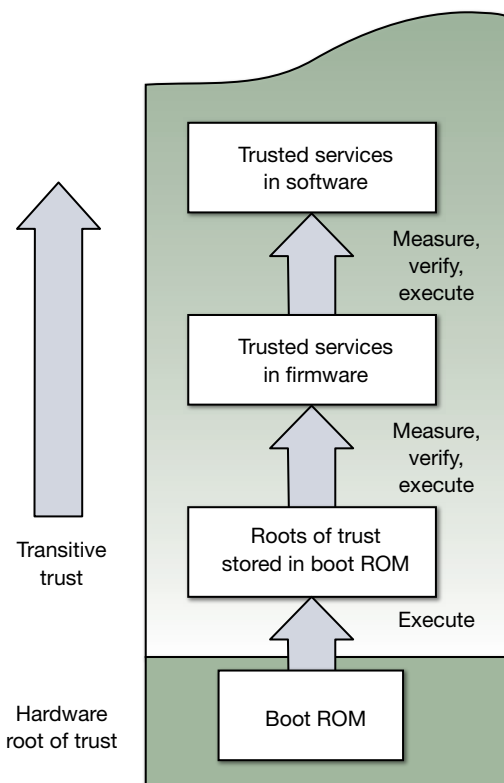 Trusted services
in software
Measure,
verify,
execute
Trusted services
in firmware
Measure,
verify,
execute
Roots of trust
stored in boot ROM
Transitive
trust
Execute
Hardware
root of trust
Boot ROM